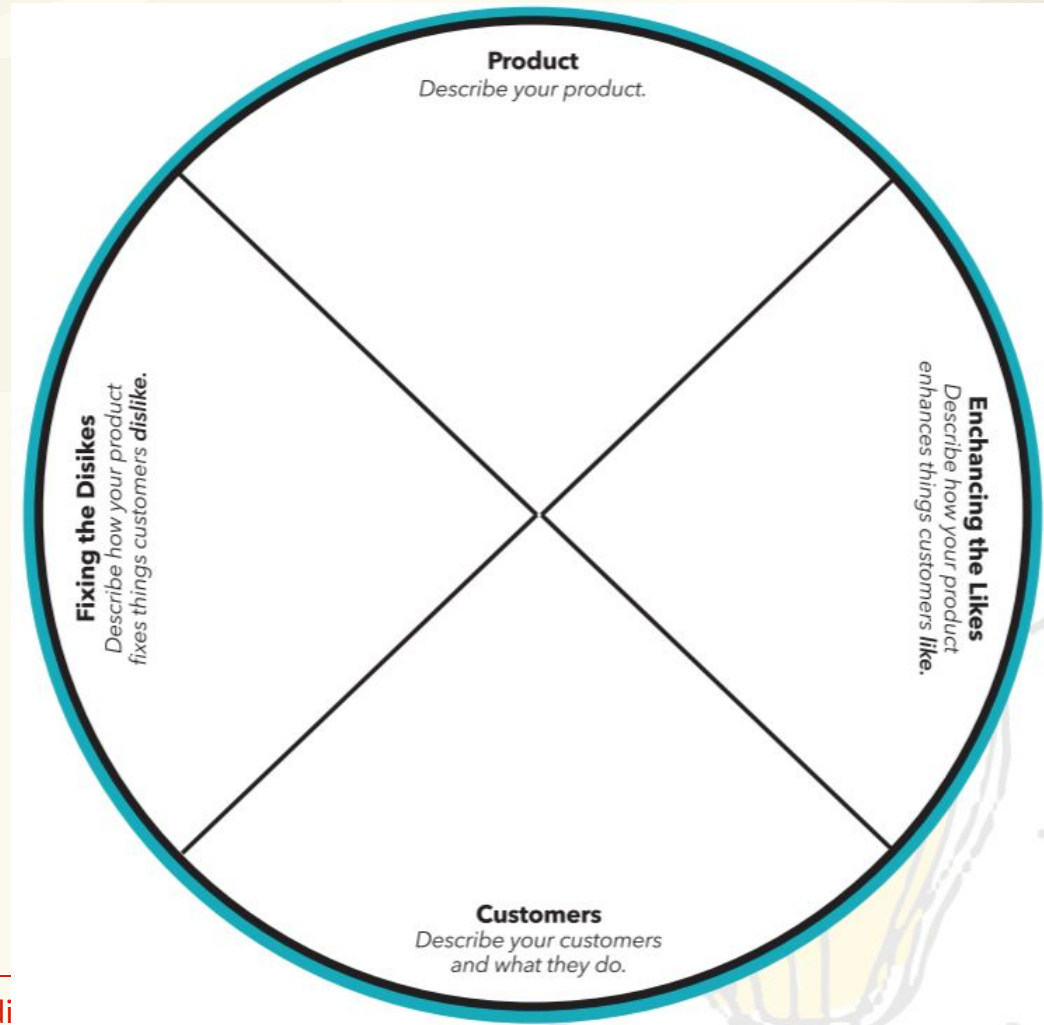 Product
Describe your product.
Fixing the Disikes
Describe how your product
fixes things customers dislike.
Enchancing the Likes
Describe how your product
enhances things customers like.
Customers
Describe your customers
and what they do.